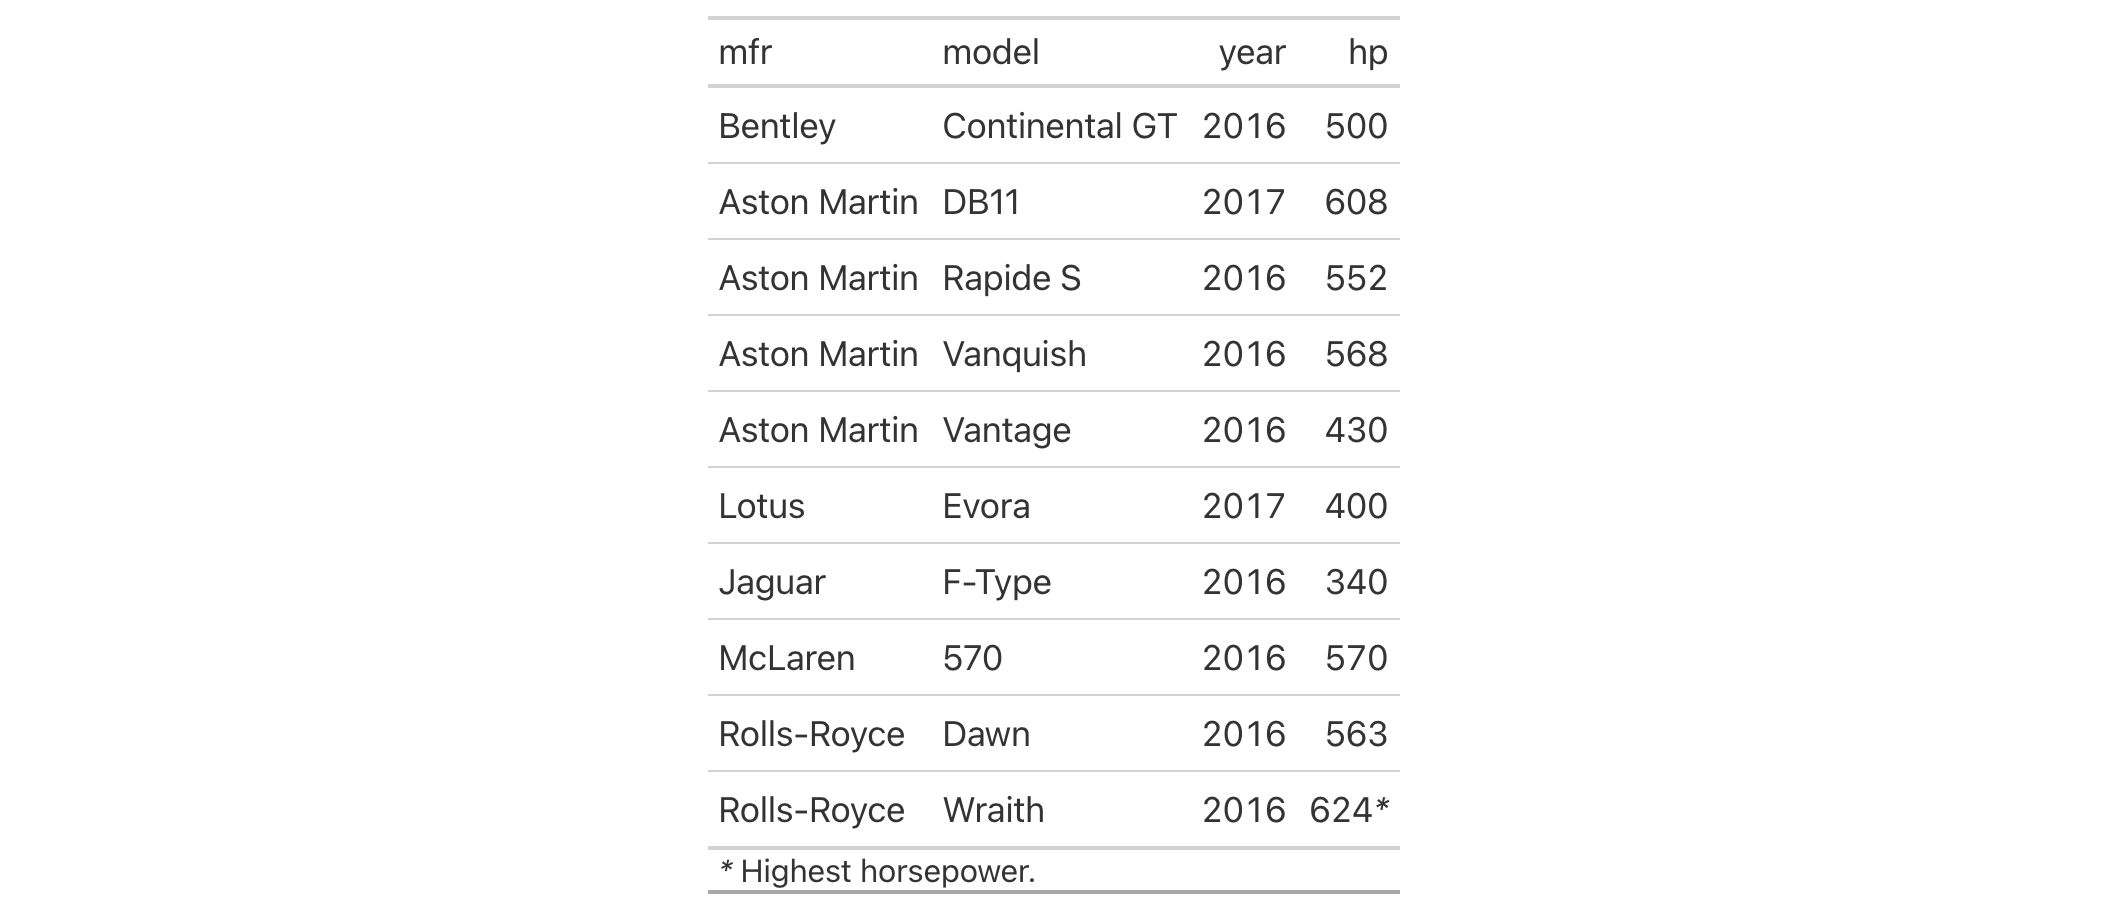 mfr model year hp
Bentley Continental GT 2016 500
Aston Martin DB11 2017 608
Aston Martin Rapide S 2016 552
Aston Martin Vanquish 2016 568
Aston Martin Vantage 2016 430
Lotus Evora 2017 400
Jaguar F-Type 2016 340
McLaren 570 2016 570
Rolls-Royce Dawn 2016 563
Rolls-Royce Wraith 2016 624*
* Highest horsepower.